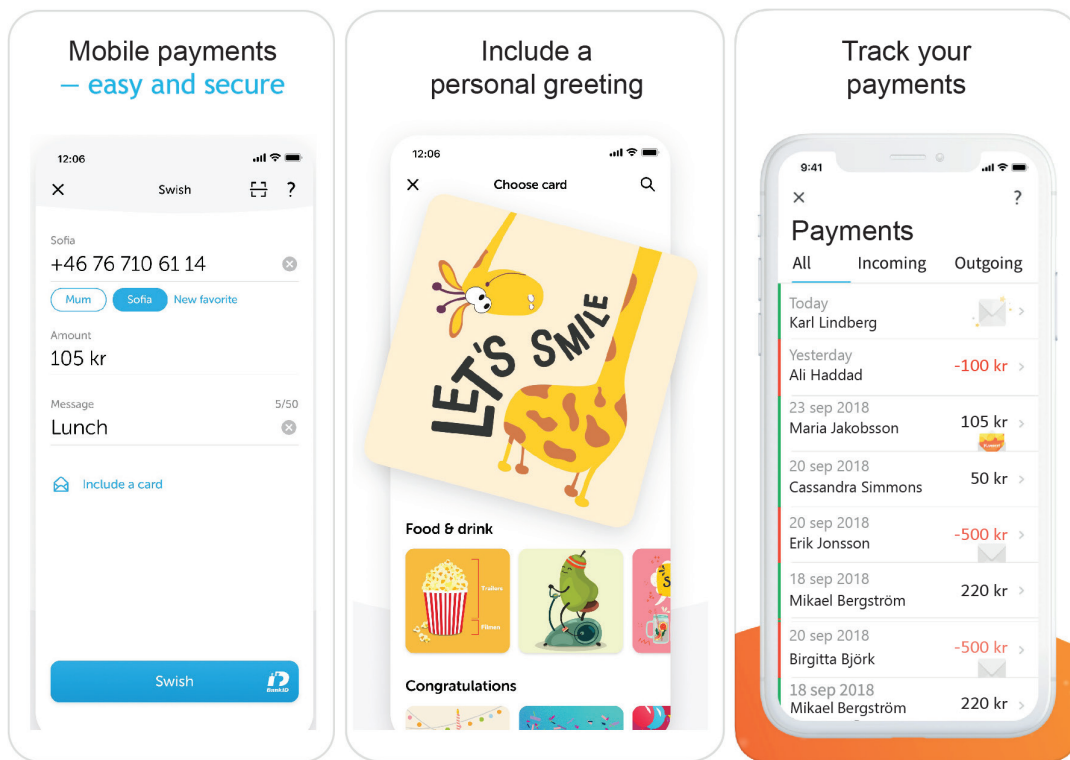 Mobile payments
– easy and secure
12:06
Swish
?
Sofia
+46 76 710 61 14
Mum
Sofia
New favorite
Amount
105 kr
Message
5/50
Lunch
Include a card
Swish
BankID
Include a
personal greeting
12:06
Choose card
LET'S SMILE
Food & drink
Trailers
Filmen
Congratulations
Track your
payments
9:41
?
Payments
All
Incoming
Outgoing
Today
Karl Lindberg
Yesterday
Ali Haddad
-100 kr
23 sep 2018
Maria Jakobsson
105 kr
20 sep 2018
Cassandra Simmons
50 kr
20 sep 2018
Erik Jonsson
-500 kr
18 sep 2018
Mikael Bergström
220 kr
20 sep 2018
Birgitta Björk
-500 kr
18 sep 2018
Mikael Bergström
220 kr